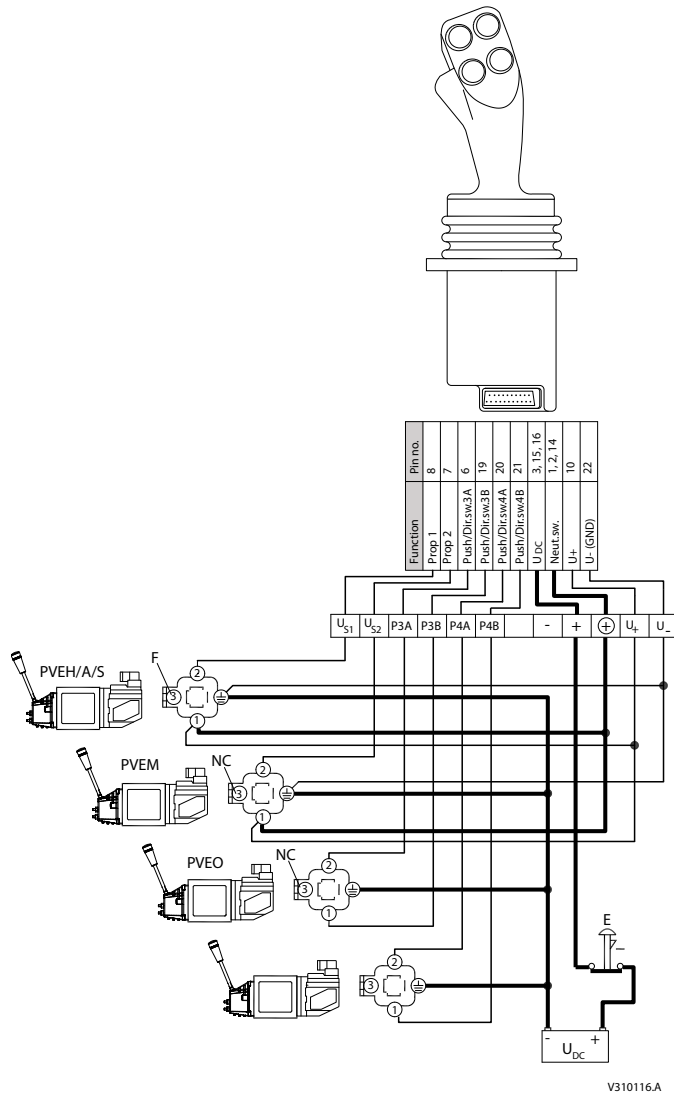 Function Pin no.
Prop 1 8
Prop 2 7
Push/Dir.sw.3A 6
Push/Dir.sw.3B 19
Push/Dir.sw.4A 20
Push/Dir.sw.4B 21
U DC 3, 15, 16
Neut.sw. 1, 2, 14
U+ 10
U- (GND) 22
US1 US2 P3A P3B P4A P4B - + + U+ U-
PVEH/A/S
F
2
3
1
PVEM
NC
2
3
1
PVEO
NC
2
3
1
E
2
3
1
- +
UDC
V310116.A